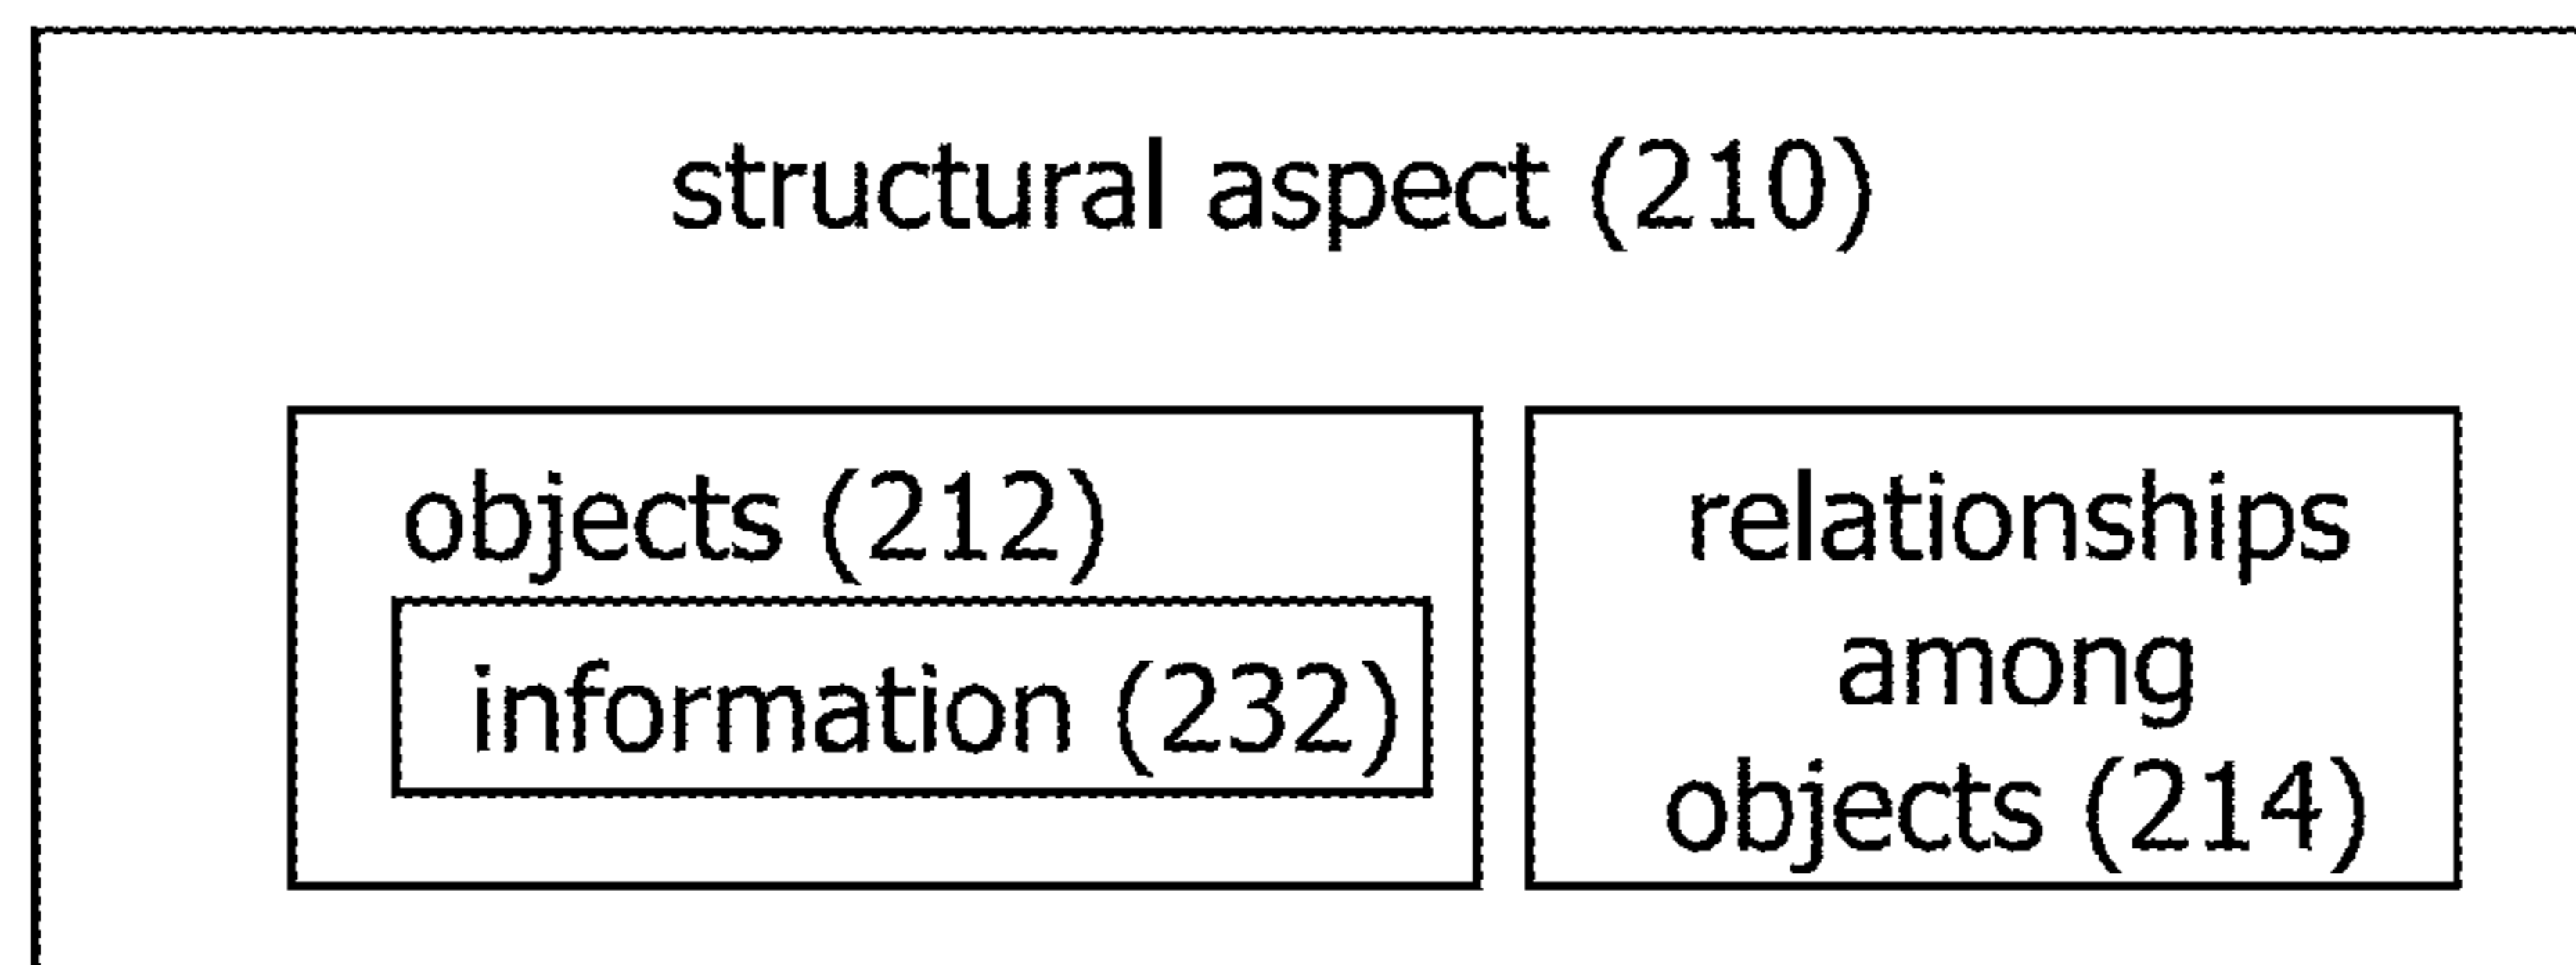 structural aspect (210)
objects (212)
information (232)
relationships
among
objects (214)